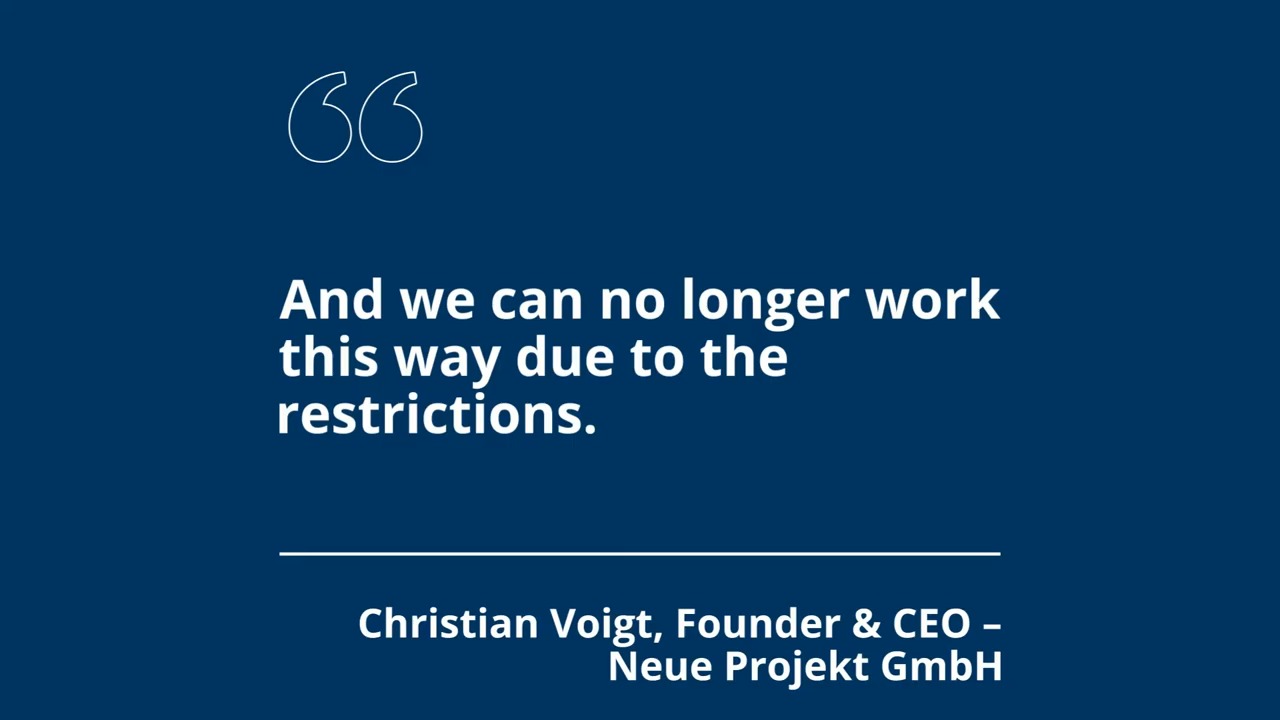 “
And we can no longer work
this way due to the
restrictions.
Christian Voigt, Founder & CEO –
Neue Projekt GmbH